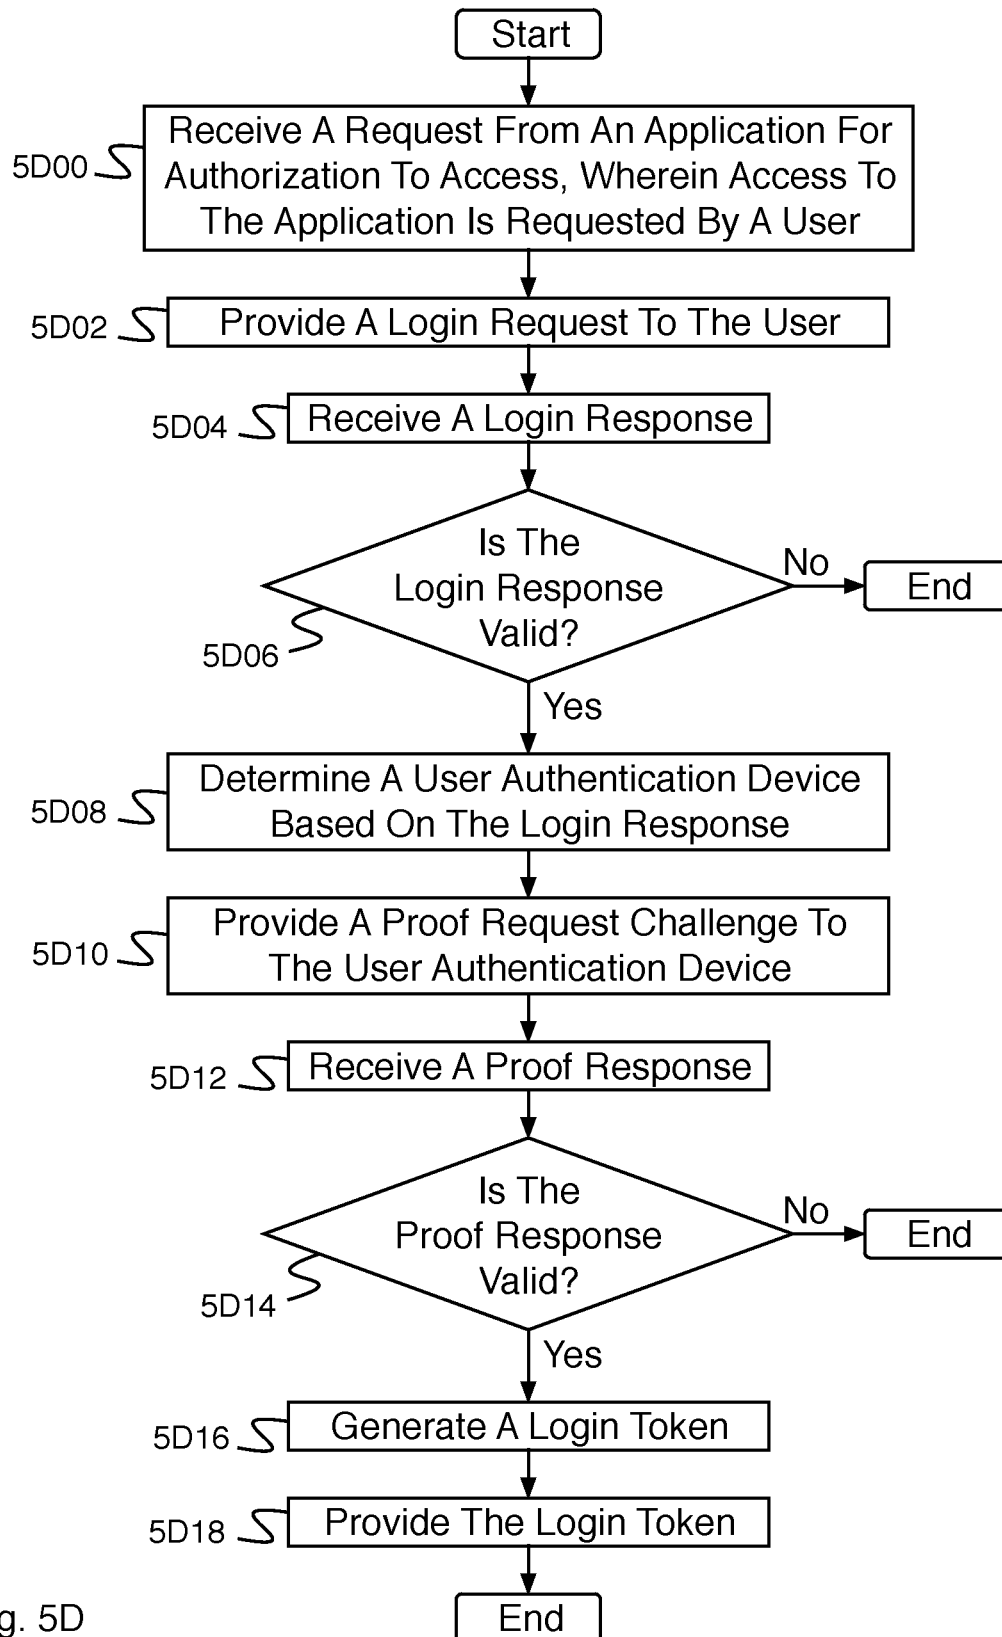 Start
5D00
Receive A Request From An Application For
Authorization To Access, Wherein Access To
The Application Is Requested By A User
5D02
Provide A Login Request To The User
5D04
Receive A Login Response
Is The
Login Response
Valid?
No
End
5D06
Yes
5D08
Determine A User Authentication Device
Based On The Login Response
5D10
Provide A Proof Request Challenge To
The User Authentication Device
5D12
Receive A Proof Response
Is The
Proof Response
Valid?
No
End
5D14
Yes
5D16
Generate A Login Token
5D18
Provide The Login Token
End
g. 5D